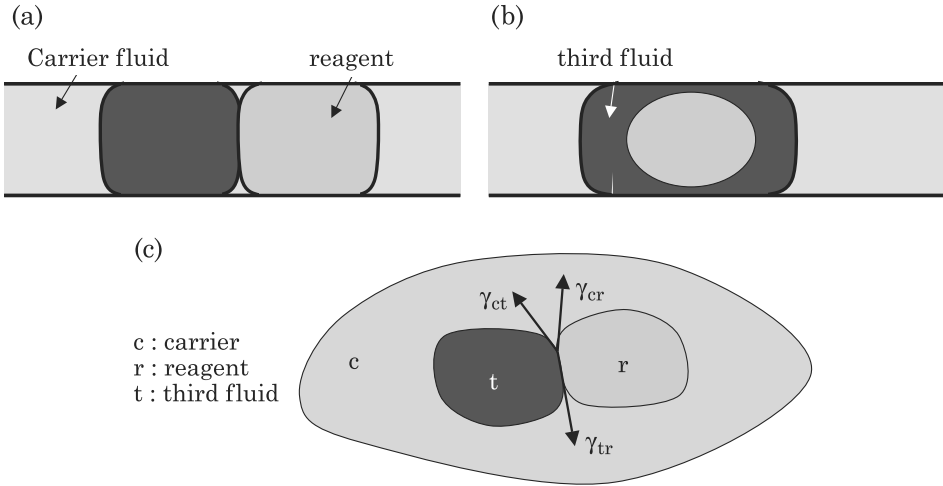 (a)
Carrier fluid
reagent
(b)
third fluid
(c)
γct
γcr
c : carrier
r : reagent
t : third fluid
c
t
r
γtr